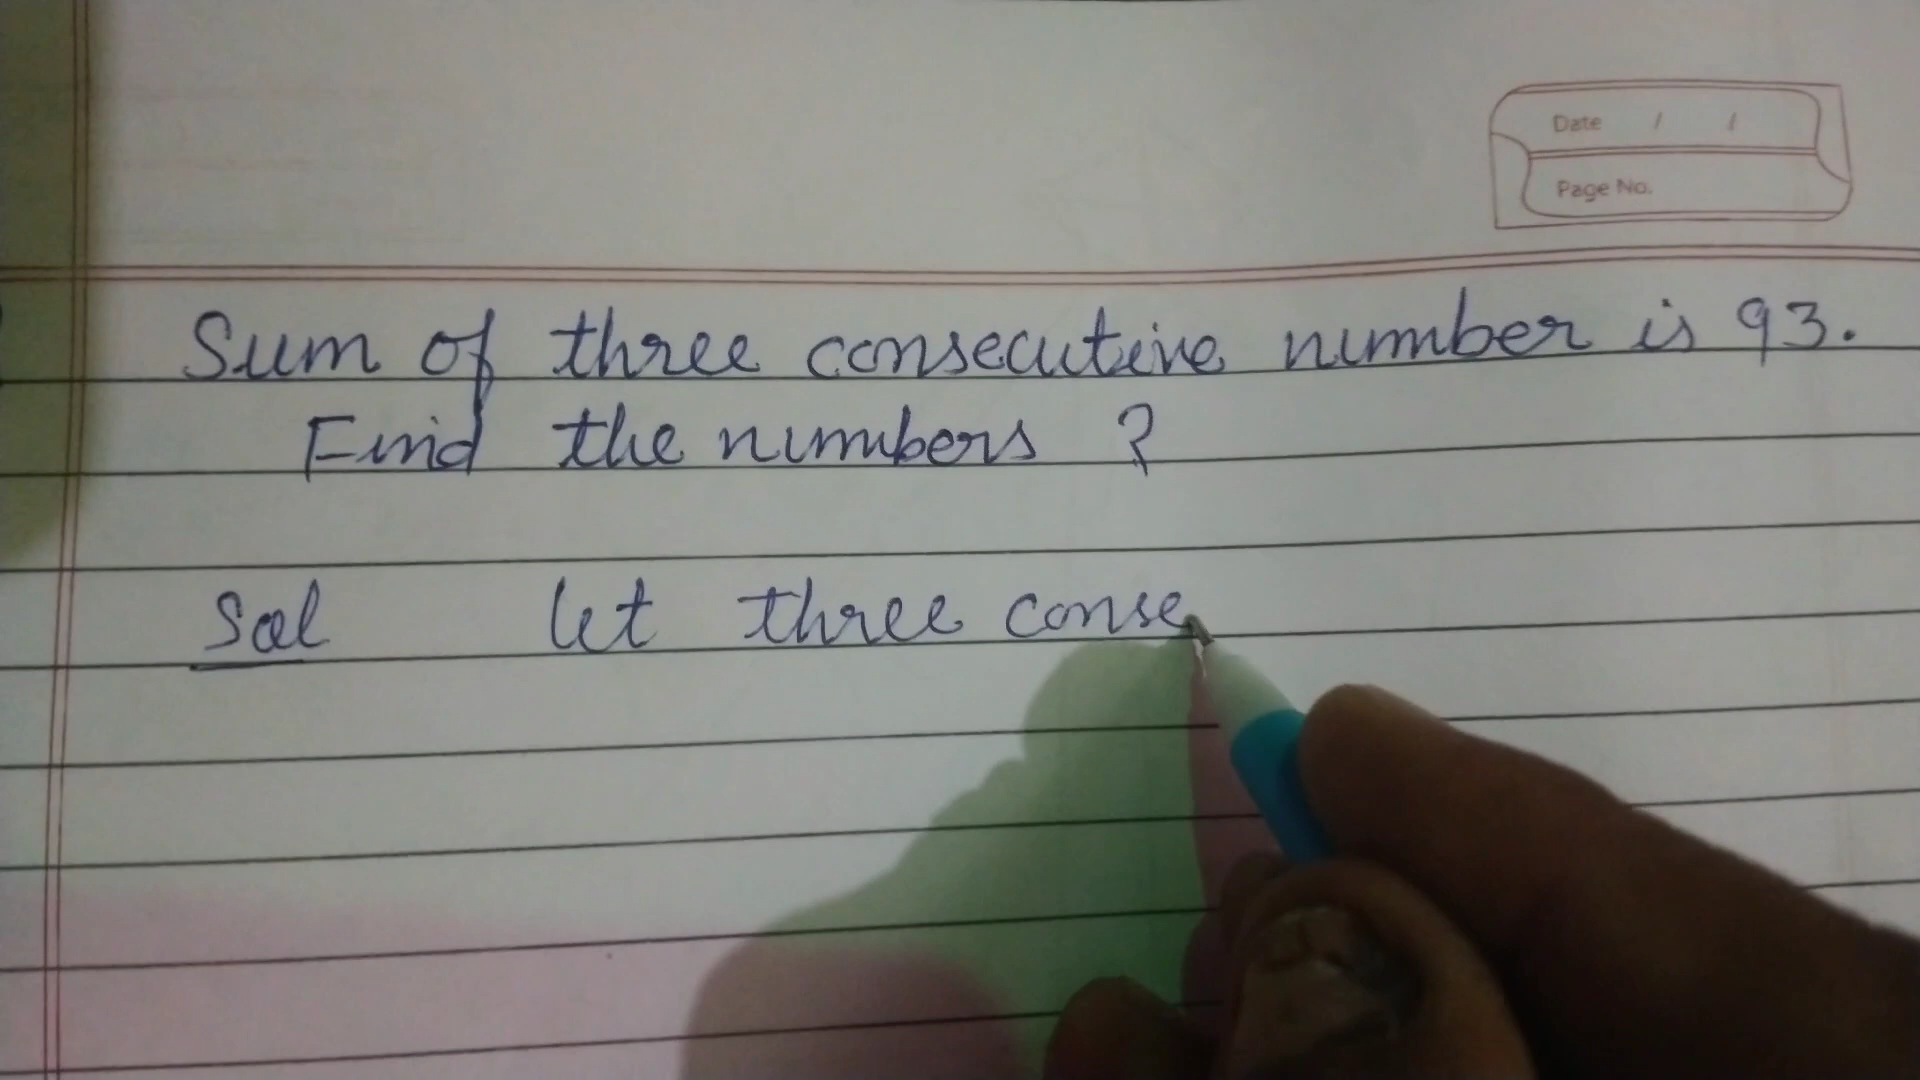 Date / /
Page No.
Sum of three consecutive number is 93.
Find the numbers ?
Sol let three conse